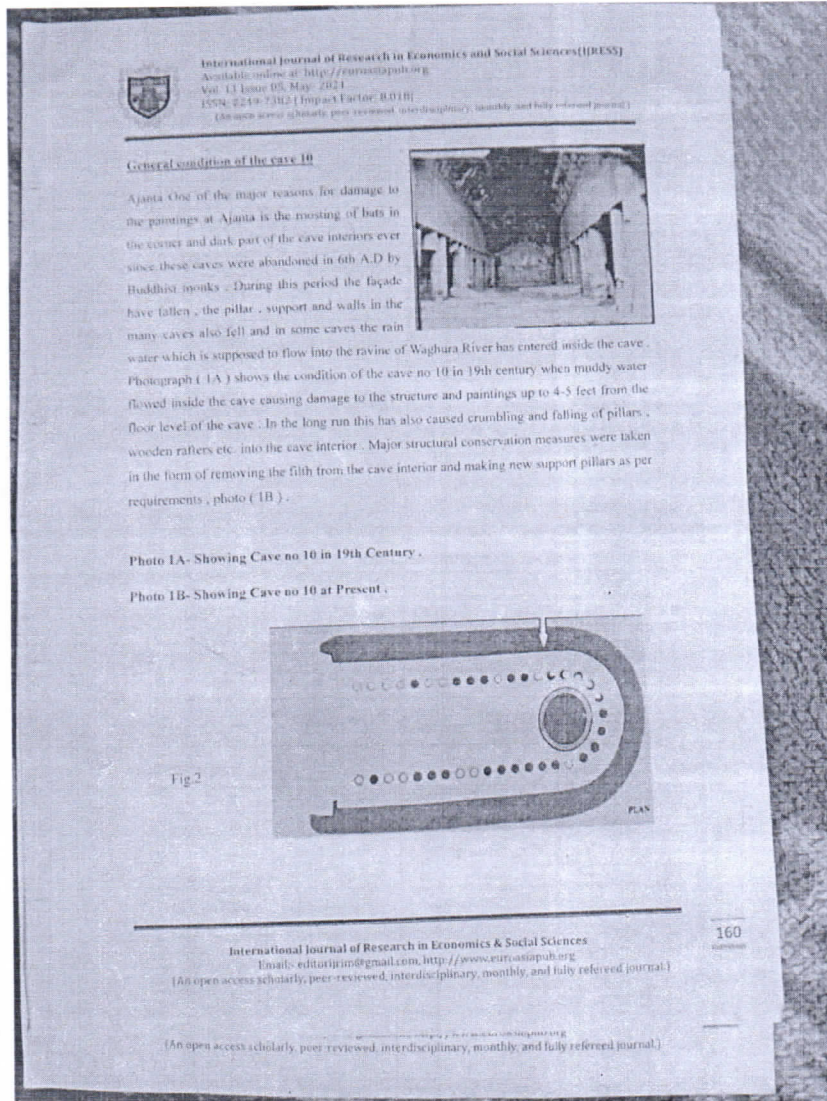 International Journal of Research in Economics and Social Sciences(IJRESS)
Available online at: http://euroasiapub.org
Vol. 11 Issue 05, May- 2021
ISSN: 2249-7382 | Impact Factor: 8.018|
(An open access scholarly, peer-reviewed, interdisciplinary, monthly, and fully refereed journal.)
General condition of the cave 10
Ajanta One of the major reasons for damage to
the paintings at Ajanta is the roosting of bats in
the corner and dark part of the cave interiors ever
since these caves were abandoned in 6th A.D by
Buddhist monks . During this period the façade
have fallen , the pillar , support and walls in the
many caves also fell and in some caves the rain
water which is supposed to flow into the ravine of Waghura River has entered inside the cave .
Photograph ( 1A ) shows the condition of the cave no 10 in 19th century when muddy water
flowed inside the cave causing damage to the structure and paintings up to 4-5 feet from the
floor level of the cave . In the long run this has also caused crumbling and falling of pillars ,
wooden rafters etc. into the cave interior . Major structural conservation measures were taken
in the form of removing the filth from the cave interior and making new support pillars as per
requirements , photo ( 1B ) .
Photo 1A- Showing Cave no 10 in 19th Century .
Photo 1B- Showing Cave no 10 at Present .
Fig.2
PLAN
160
International Journal of Research in Economics & Social Sciences
Email:- editorijrim@gmail.com, http://www.euroasiapub.org
(An open access scholarly, peer-reviewed, interdisciplinary, monthly, and fully refereed journal.)
(An open access scholarly, peer-reviewed, interdisciplinary, monthly, and fully refereed journal.)